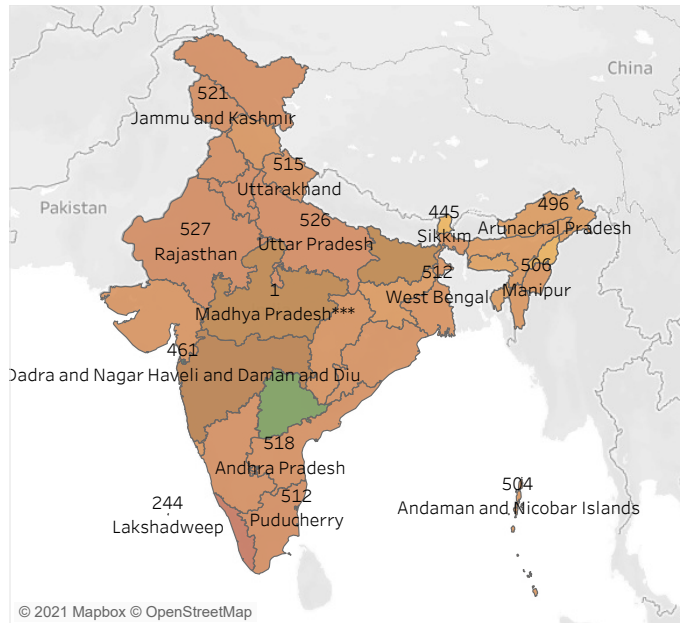 China
521
Jammu and Kashmir
515
Uttarakhand
Pakistan
527
Rajasthan
526
Uttar Pradesh
445
Sikkim
496
Arunachal Pradesh
506
Manipur
512
West Bengal
1
Madhya Pradesh***
461
Dadra and Nagar Haveli and Daman and Diu
518
Andhra Pradesh
244
Lakshadweep
512
Puducherry
504
Andaman and Nicobar Islands
© 2021 Mapbox © OpenStreetMap